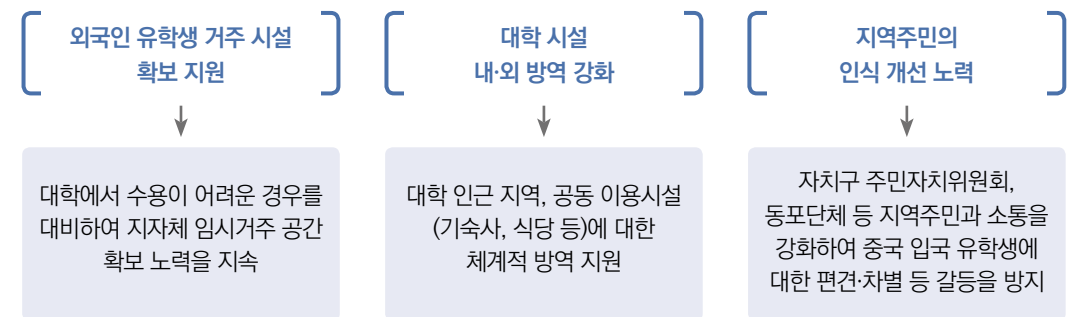 외국인 유학생 거주 시설
확보 지원
대학에서 수용이 어려운 경우를
대비하여 지자체 임시거주 공간
확보 노력을 지속
대학 시설
내·외 방역 강화
대학 인근 지역, 공동 이용시설
(기숙사, 식당 등)에 대한
체계적 방역 지원
지역주민의
인식 개선 노력
자치구 주민자치위원회,
동포단체 등 지역주민과 소통을
강화하여 중국 입국 유학생에
대한 편견·차별 등 갈등을 방지